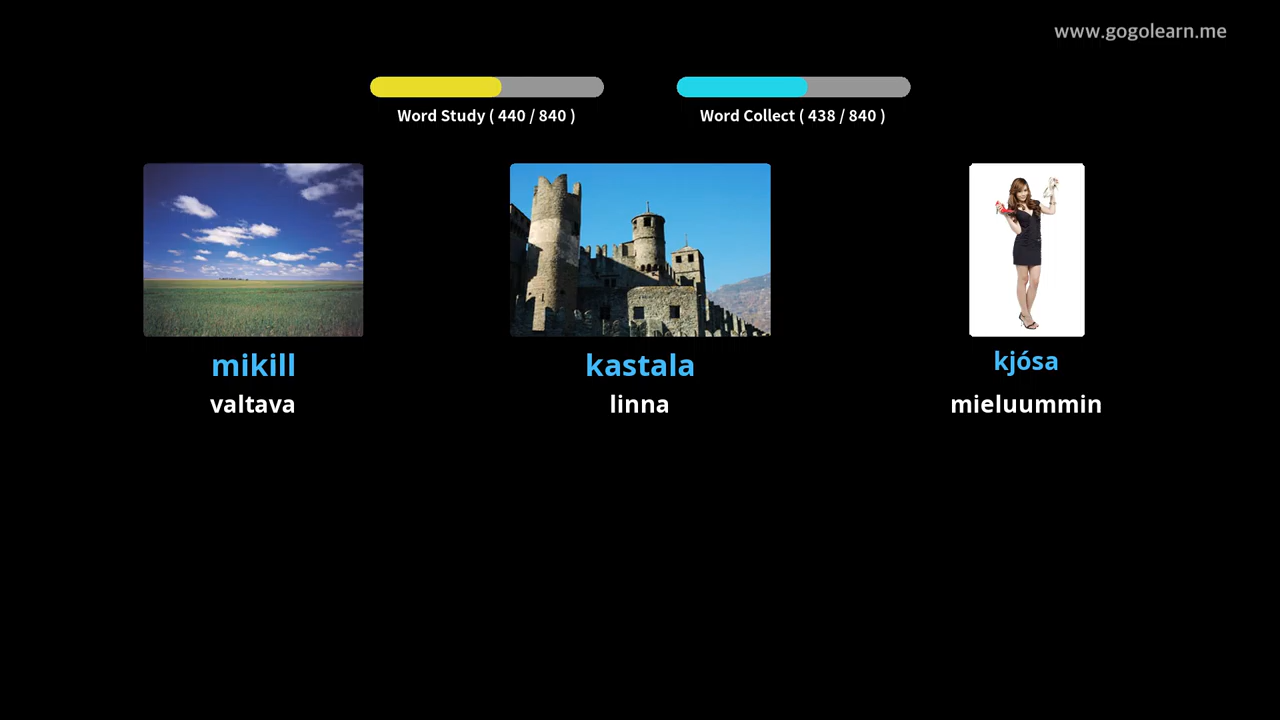 www.gogolearn.me
Word Study ( 440 / 840 )
Word Collect ( 438 / 840 )
mikill
kastala
kjósa
valtava
linna
mieluummin